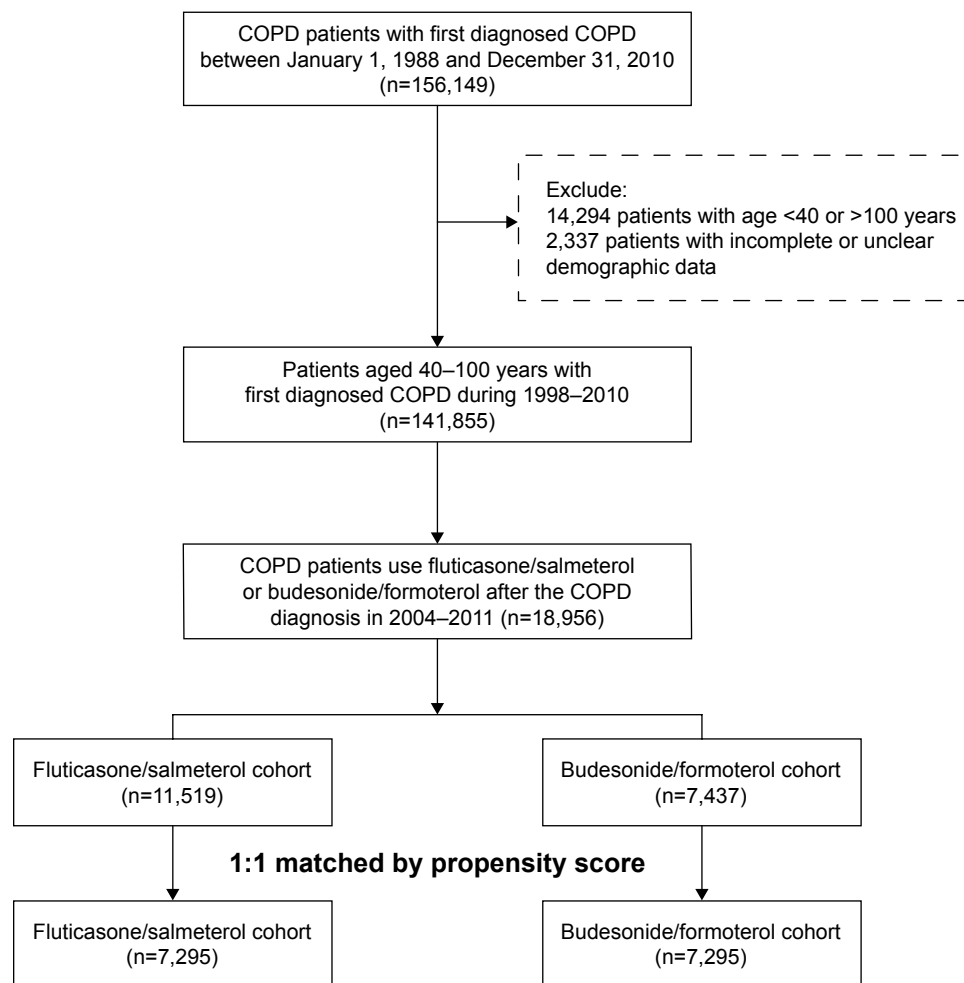 COPD patients with first diagnosed COPD
between January 1, 1988 and December 31, 2010
(n=156,149)
Exclude:
14,294 patients with age <40 or >100 years
2,337 patients with incomplete or unclear
demographic data
Patients aged 40–100 years with
first diagnosed COPD during 1998–2010
(n=141,855)
COPD patients use fluticasone/salmeterol
or budesonide/formoterol after the COPD
diagnosis in 2004–2011 (n=18,956)
Fluticasone/salmeterol cohort
(n=11,519)
Budesonide/formoterol cohort
(n=7,437)
1:1 matched by propensity score
Fluticasone/salmeterol cohort
(n=7,295)
Budesonide/formoterol cohort
(n=7,295)